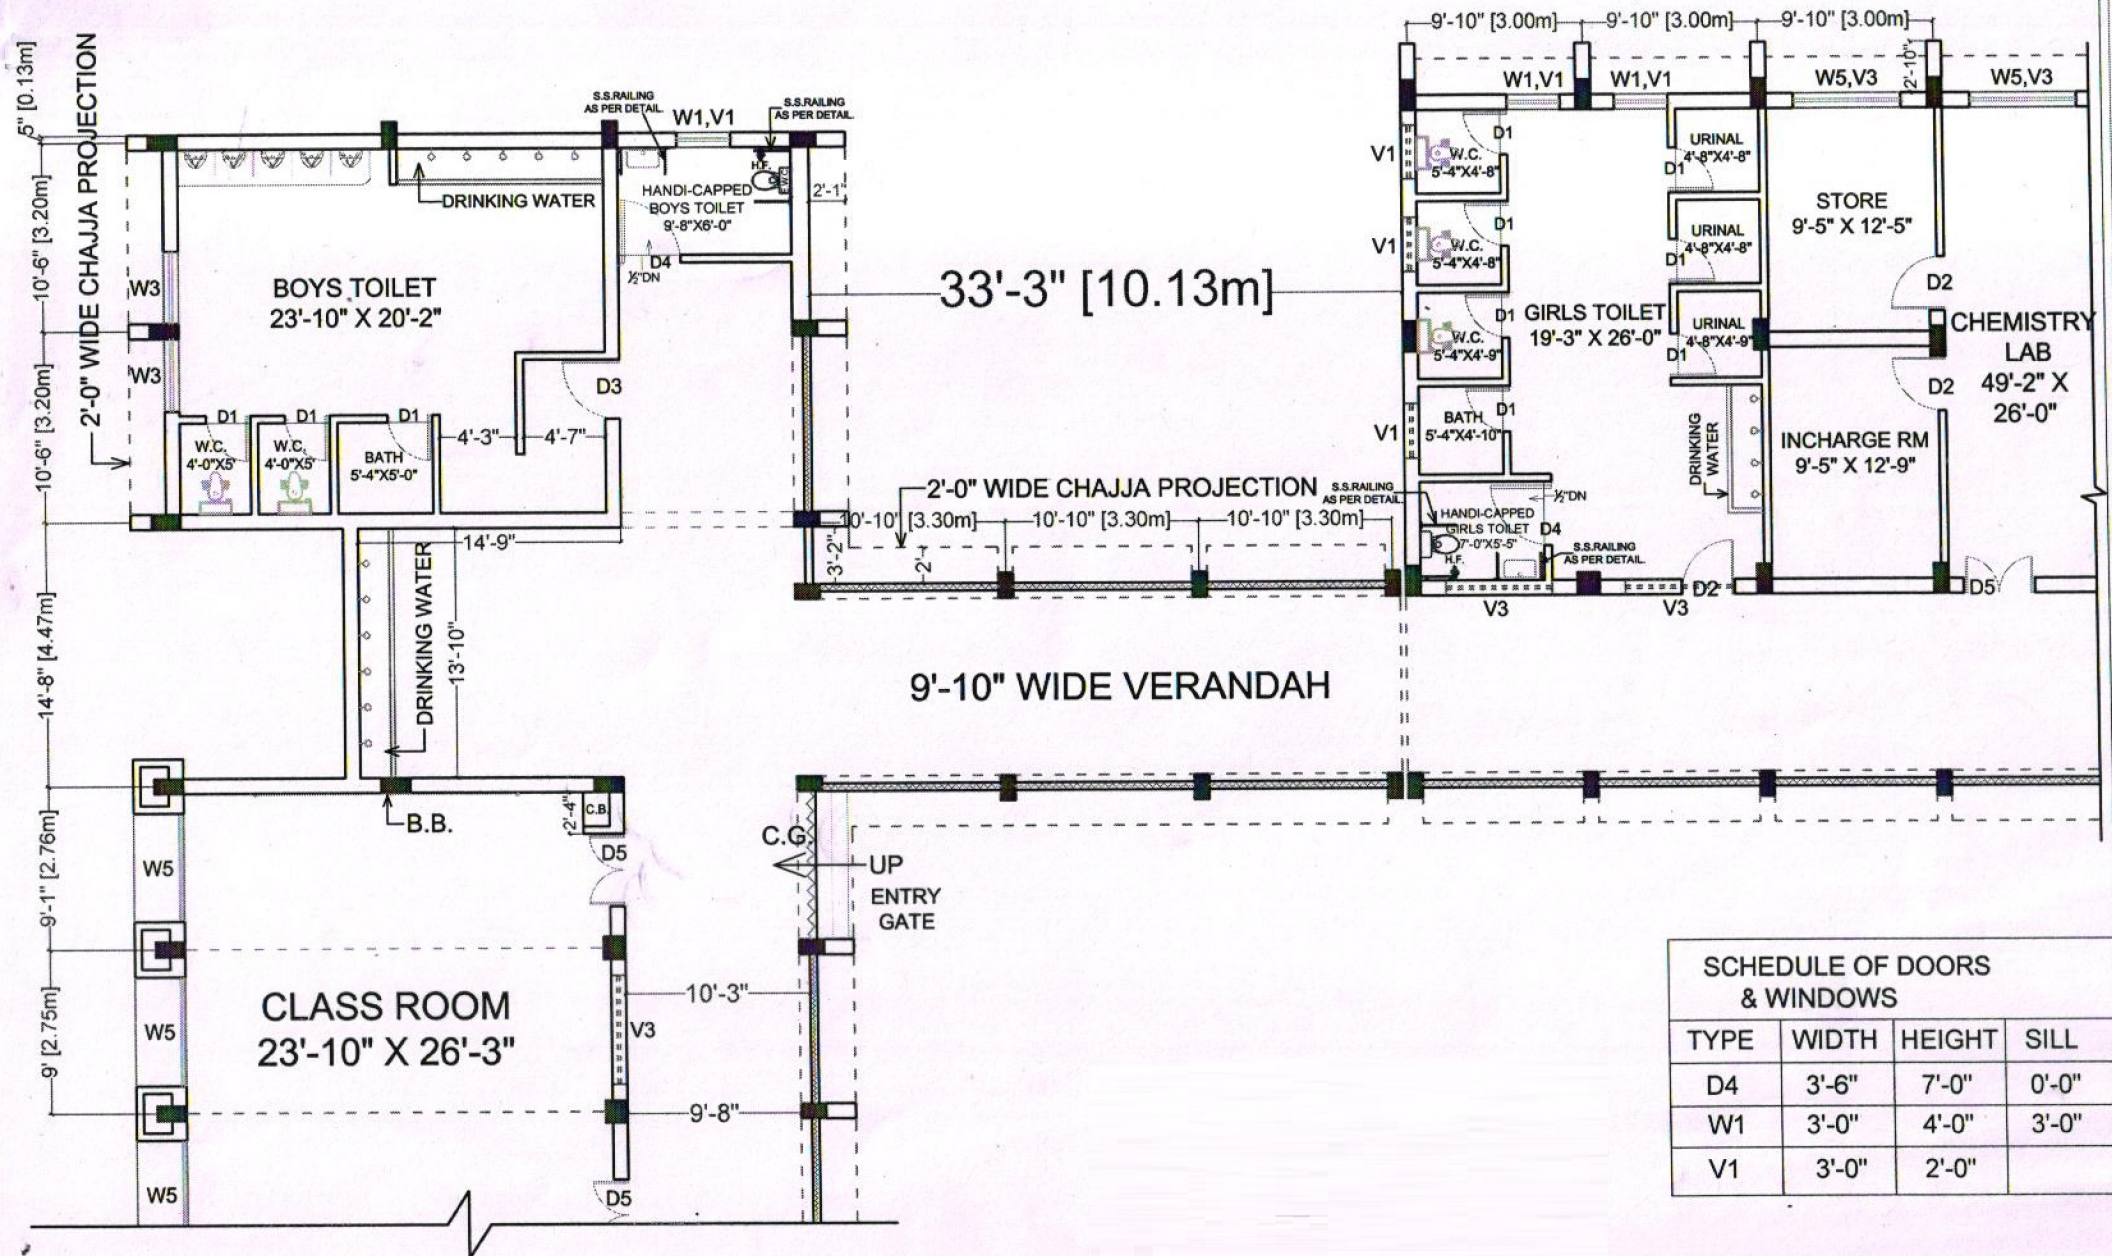 9'-10" [3.00m] 9'-10" [3.00m] 9'-10" [3.00m]
2'-10"
W1,V1 W1,V1 W5,V3 W5,V3
5" [0.13m]
2'-0" WIDE CHAJJA PROJECTION
10'-6" [3.20m]
10'-6" [3.20m]
14'-8" [4.47m]
9'-1" [2.76m]
9' [2.75m]
S.S.RAILING
AS PER DETAIL.
W1,V1
S.S.RAILING
AS PER DETAIL.
DRINKING WATER
H.F.
E.W.C.
HANDI-CAPPED
BOYS TOILET
9'-8"X6'-0"
2'-1"
D4
½"DN
W3
W3
BOYS TOILET
23'-10" X 20'-2"
D3
D1 D1 D1
W.C.
4'-0"X5'
W.C.
4'-0"X5'
BATH
5'-4"X5'-0"
4'-3" 4'-7"
14'-9"
DRINKING WATER
13'-10"
33'-3" [10.13m]
V1
V1
V1
W.C.
5'-4"X4'-8"
D1
W.C.
5'-4"X4'-8"
D1
W.C.
5'-4"X4'-9"
D1
BATH
5'-4"X4'-10"
D1
GIRLS TOILET
19'-3" X 26'-0"
URINAL
4'-8"X4'-8"
D1
URINAL
4'-8"X4'-8"
D1
URINAL
4'-8"X4'-9"
D1
DRINKING
WATER
STORE
9'-5" X 12'-5"
D2
D2
INCHARGE RM
9'-5" X 12'-9"
CHEMISTRY
LAB
49'-2" X
26'-0"
2'-0" WIDE CHAJJA PROJECTION
S.S.RAILING
AS PER DETAIL.
10'-10" [3.30m] 10'-10" [3.30m] 10'-10" [3.30m]
3'-2"
2'
½"DN
HANDI-CAPPED
GIRLS TOILET
7'-0"X5'-5"
H.F.
D4
S.S.RAILING
AS PER DETAIL.
V3 V3 D2 D5
9'-10" WIDE VERANDAH
B.B.
2'-4"
C.B.
D5
C.G.
UP
ENTRY
GATE
W5
W5
W5
CLASS ROOM
23'-10" X 26'-3"
V3
10'-3"
9'-8"
D5
SCHEDULE OF DOORS
& WINDOWS
TYPE WIDTH HEIGHT SILL
D4 3'-6" 7'-0" 0'-0"
W1 3'-0" 4'-0" 3'-0"
V1 3'-0" 2'-0"